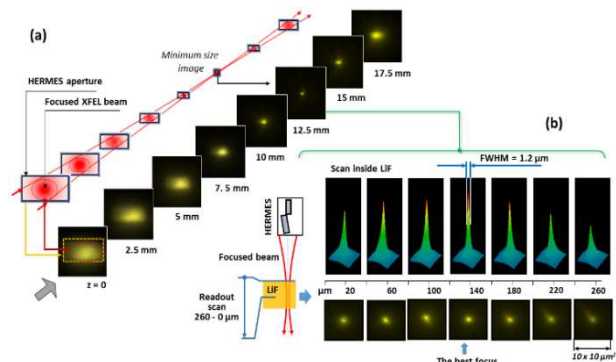 (a)
HERMES aperture
Focused XFEL beam
Minimum size
image
17.5 mm
15 mm
12.5 mm
10 mm
7. 5 mm
5 mm
2.5 mm
z = 0
(b)
FWHM = 1.2 µm
Scan inside LiF
HERMES
Focused beam
LiF
Readout
scan
260 - 0 µm
µm 20 60 100 140 180 220 260
The best focus
10 x 10 µm²